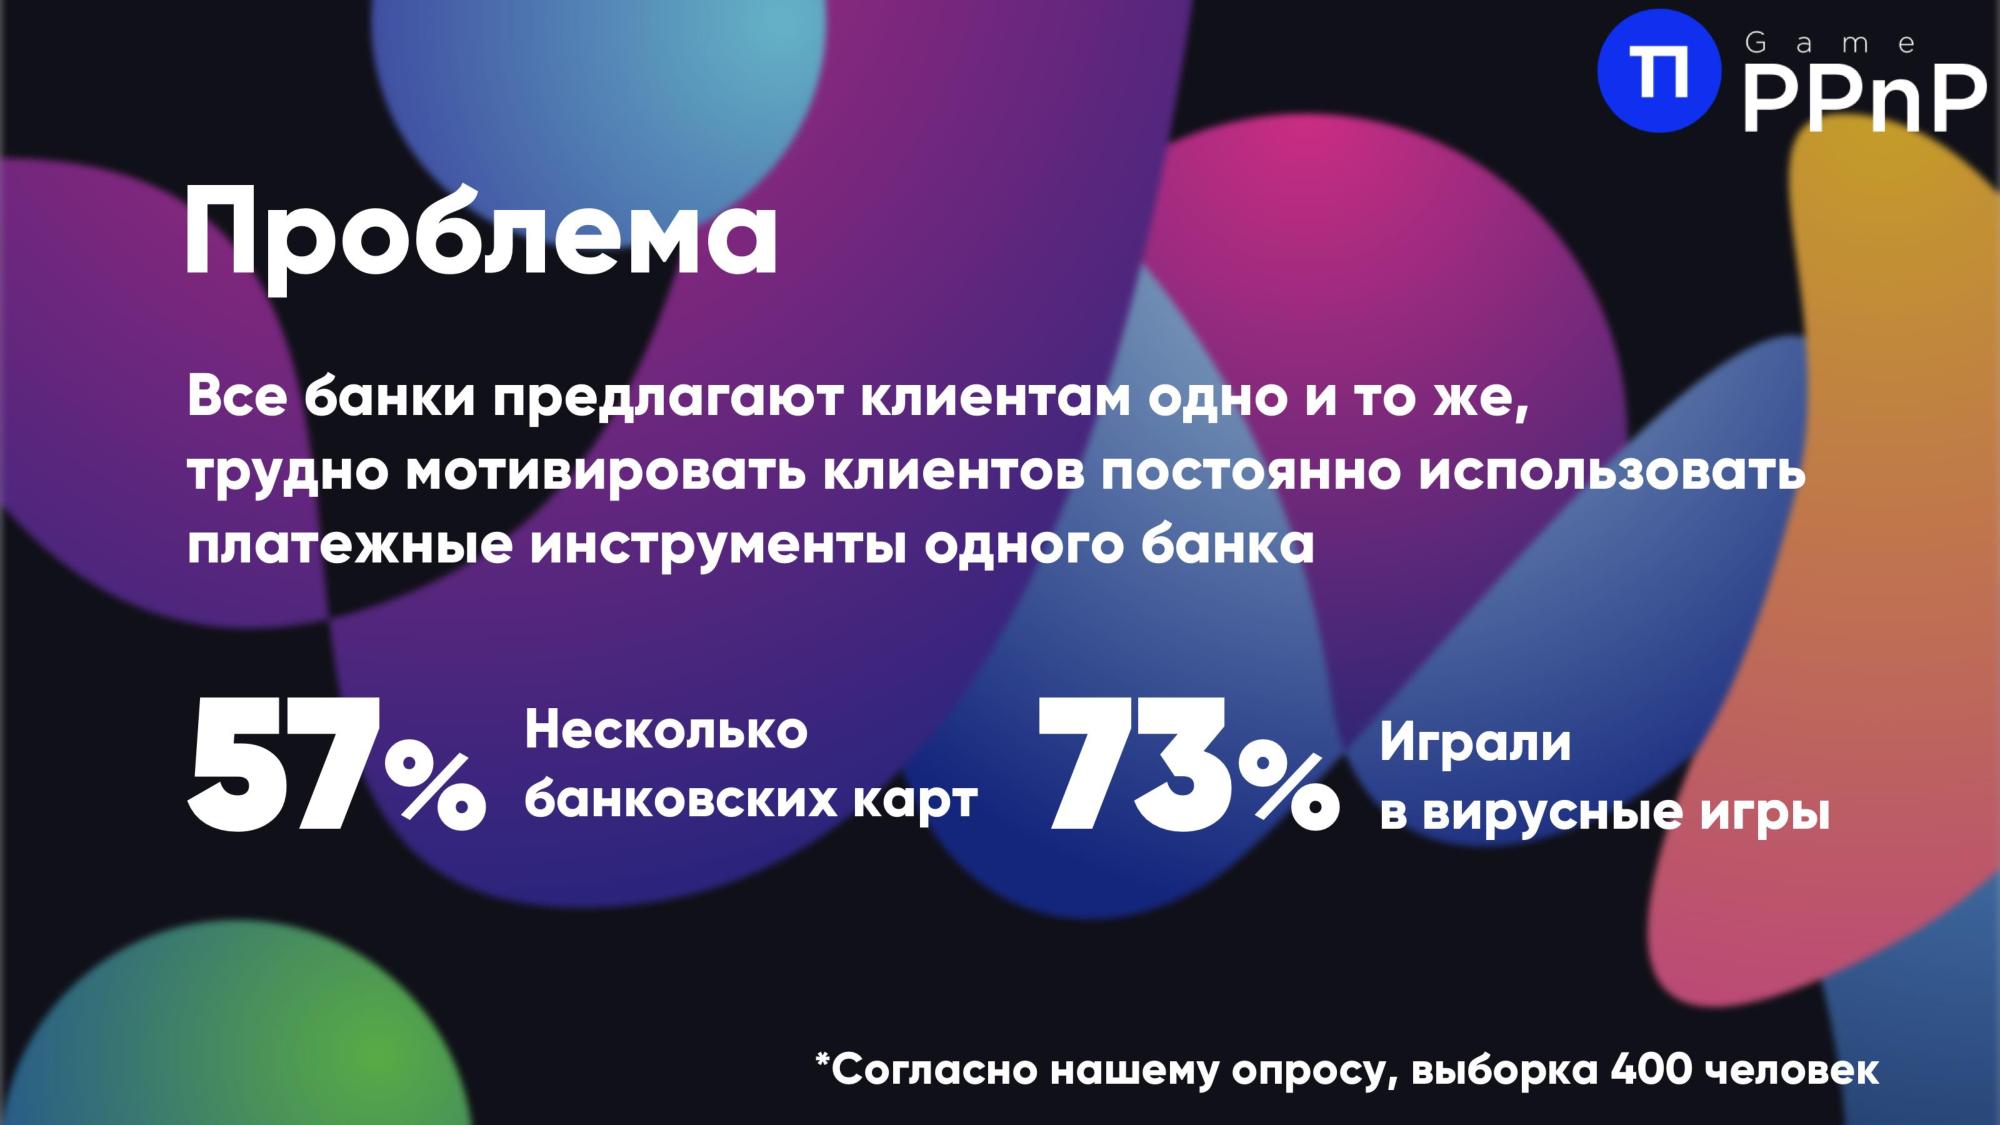 П
Game
PPnP
Проблема
Все банки предлагают клиентам одно и то же,
трудно мотивировать клиентов постоянно использовать
платежные инструменты одного банка
57%
Несколько
банковских карт
73%
Играли
в вирусные игры
*Согласно нашему опросу, выборка 400 человек